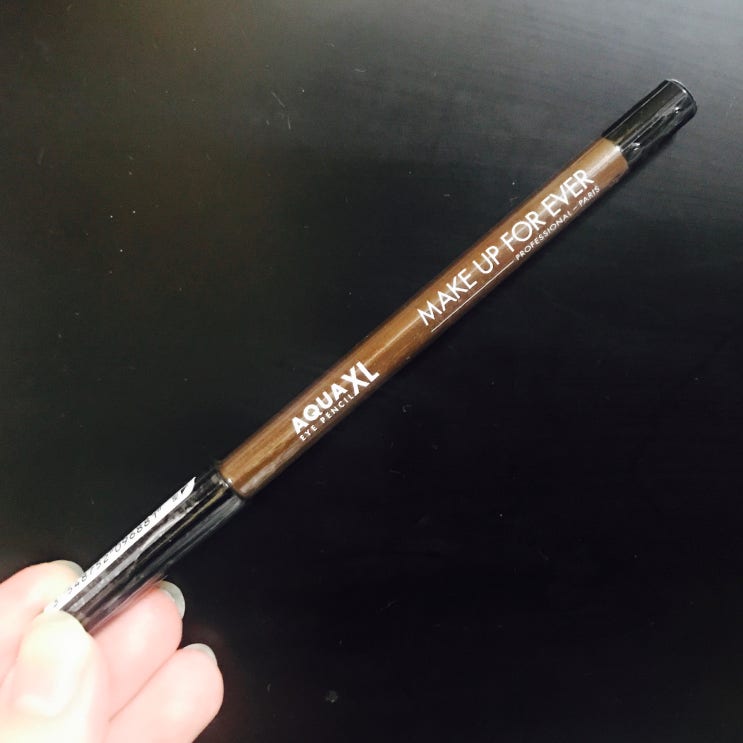 MAKE UP FOR EVER
PROFESSIONAL — PARIS
AQUA XL
EYE PENCIL